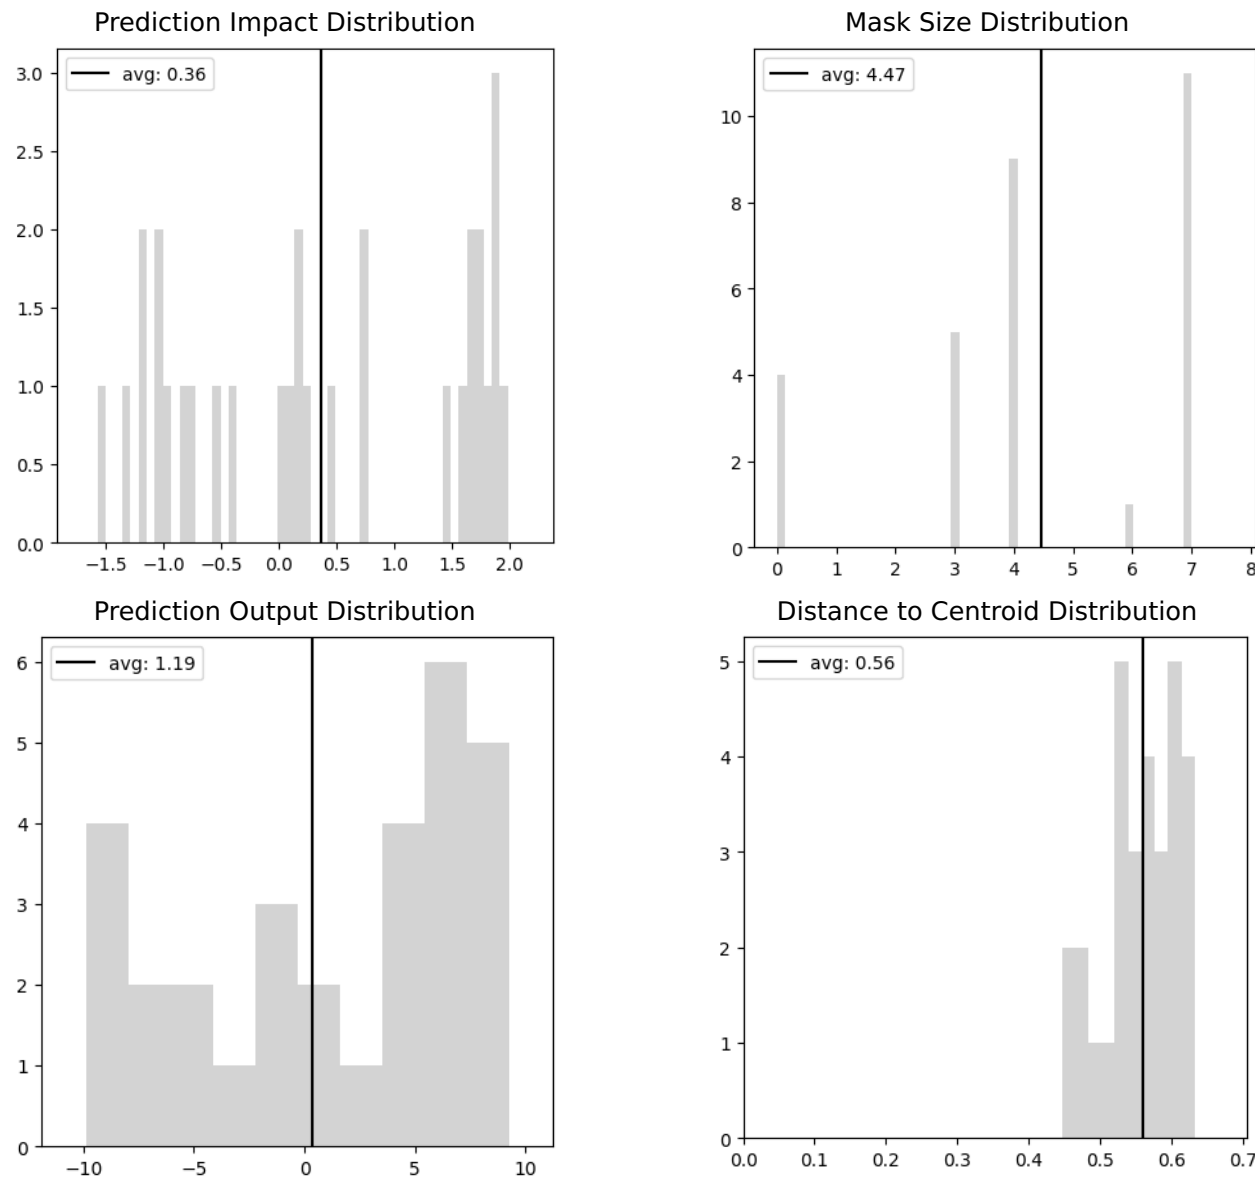 Prediction Impact Distribution
avg: 0.36
3.0
2.5
2.0
1.5
1.0
0.5
0.0
−1.5 −1.0 −0.5 0.0 0.5 1.0 1.5 2.0
Mask Size Distribution
avg: 4.47
10
8
6
4
2
0
0 1 2 3 4 5 6 7 8
Prediction Output Distribution
avg: 1.19
6
5
4
3
2
1
0
−10 −5 0 5 10
Distance to Centroid Distribution
avg: 0.56
5
4
3
2
1
0
0.0 0.1 0.2 0.3 0.4 0.5 0.6 0.7